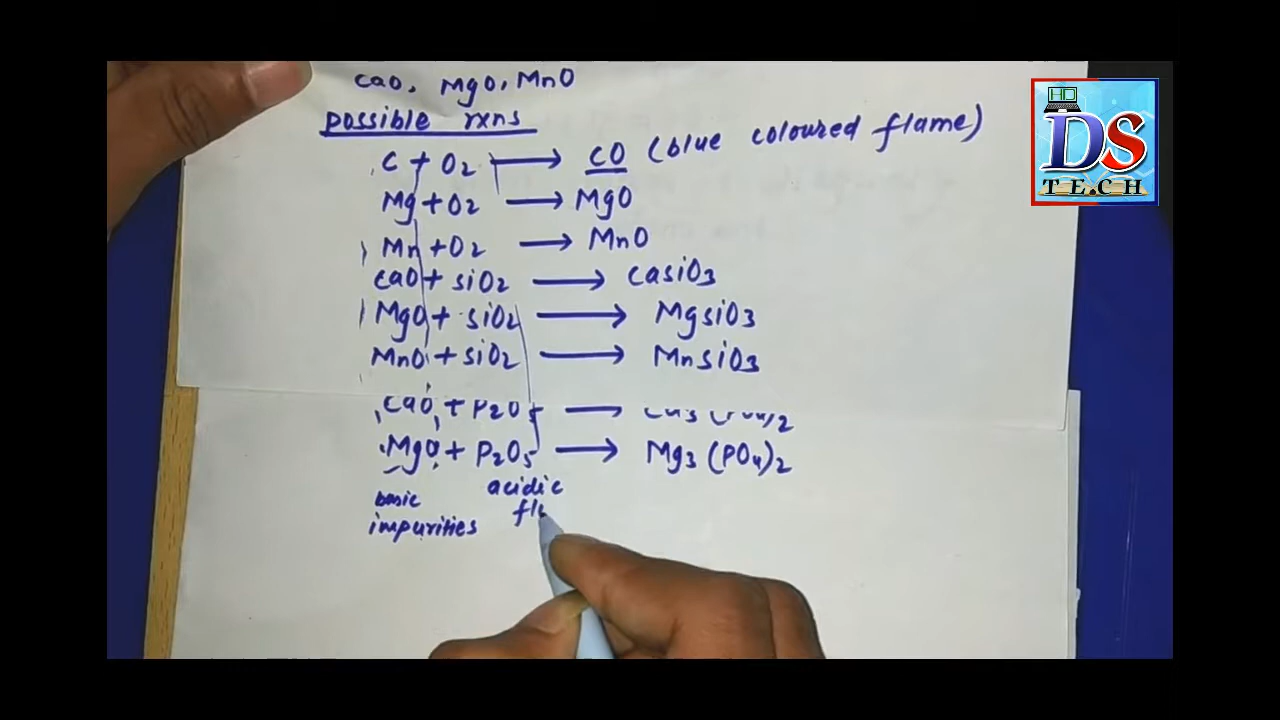 CaO, MgO, MnO
possible rxns
C + O2 → CO (blue coloured flame)
Mg + O2 → MgO
Mn + O2 → MnO
CaO + SiO2 → CaSiO3
MgO + SiO2 → MgSiO3
MnO + SiO2 → MnSiO3
CaO + P2O5 →
MgO + P2O5 → Mg3(PO4)2
basic acidic
impurities
HD
DS
TECH